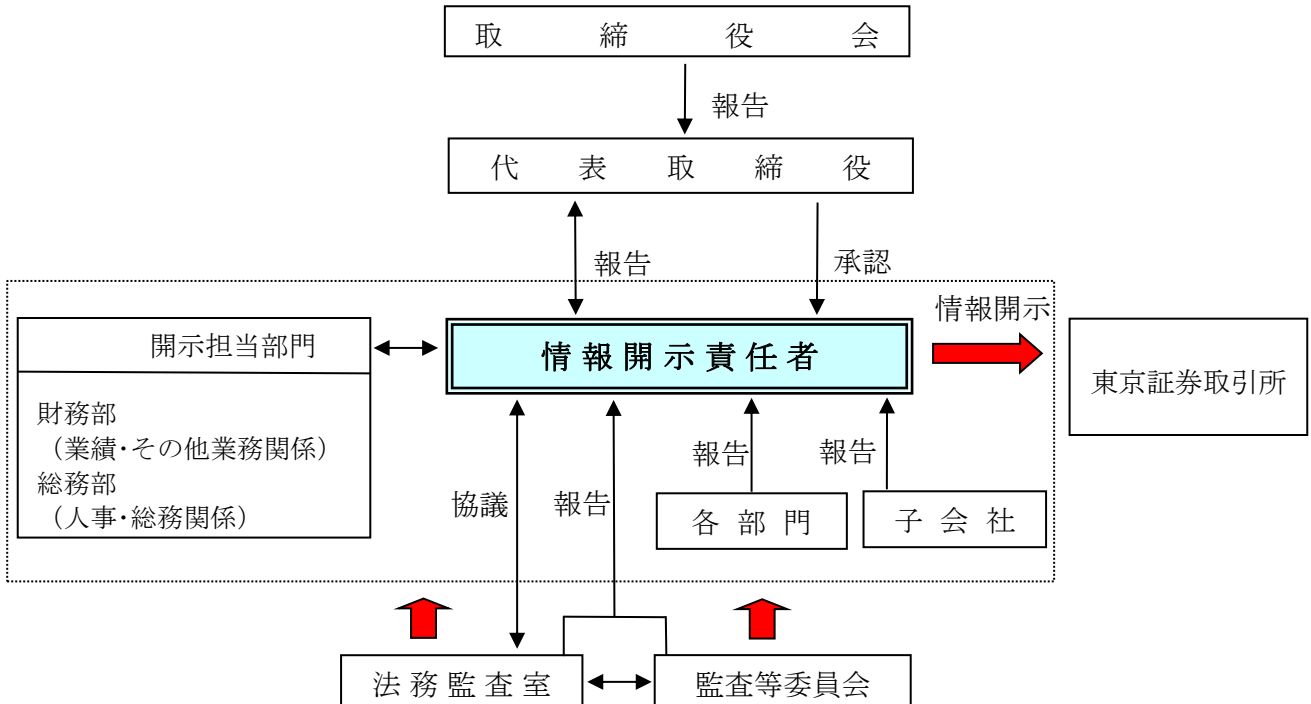 取締役会
報告
代表取締役
報告
承認
情報開示
開示担当部門
情報開示責任者
東京証券取引所
財務部
（業績・その他業務関係）
総務部
（人事・総務関係）
協議
報告
報告
報告
各部門
子会社
法務監査室
監査等委員会